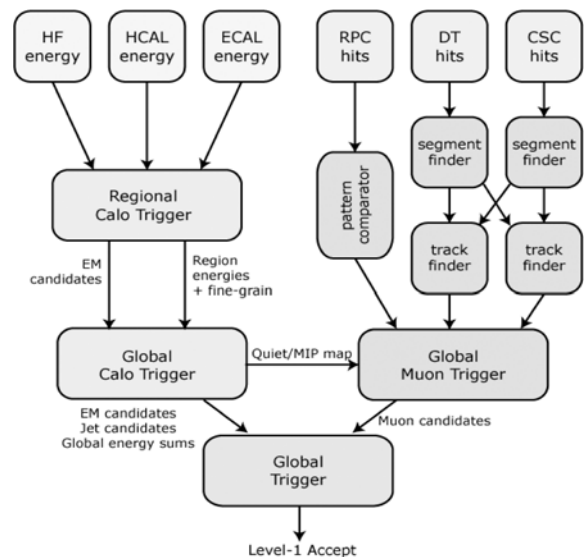 HF
energy
HCAL
energy
ECAL
energy
RPC
hits
DT
hits
CSC
hits
segment
finder
segment
finder
pattern
comparator
Regional
Calo Trigger
track
finder
track
finder
EM
candidates
Region
energies
+ fine-grain
Global
Calo Trigger
Quiet/MIP map
Global
Muon Trigger
EM candidates
Jet candidates
Global energy sums
Muon candidates
Global
Trigger
Level-1 Accept